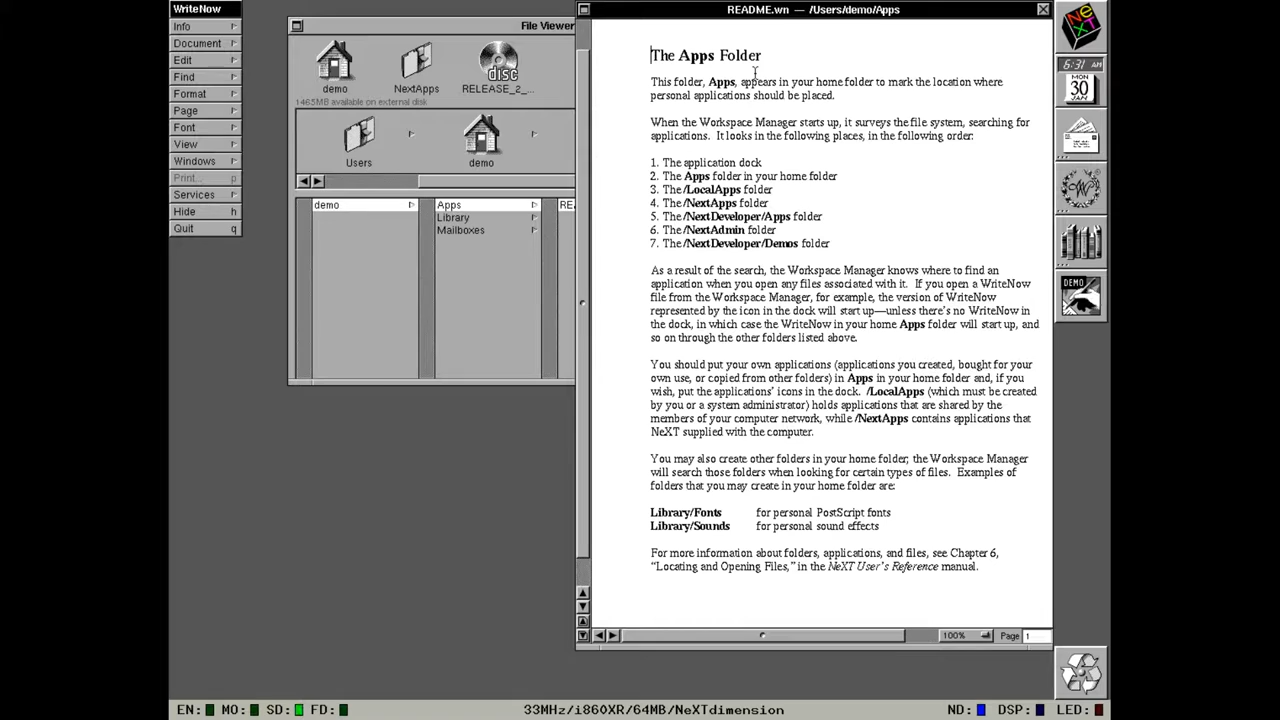 WriteNow
Info
Document
Edit
Find
Format
Page
Font
View
Windows
Print... p
Services
Hide h
Quit q
File Viewer
demo
NextApps
RELEASE_2_...
disc
1465MB available on external disk
Users
demo
demo
Apps
Library
Mailboxes
README.wn — /Users/demo/Apps
The Apps Folder
This folder, Apps, appears in your home folder to mark the location where
personal applications should be placed.
When the Workspace Manager starts up, it surveys the file system, searching for
applications. It looks in the following places, in the following order:
1. The application dock
2. The Apps folder in your home folder
3. The /LocalApps folder
4. The /NextApps folder
5. The /NextDeveloper/Apps folder
6. The /NextAdmin folder
7. The /NextDeveloper/Demos folder
As a result of the search, the Workspace Manager knows where to find an
application when you open any files associated with it. If you open a WriteNow
file from the Workspace Manager, for example, the version of WriteNow
represented by the icon in the dock will start up—unless there's no WriteNow in
the dock, in which case the WriteNow in your home Apps folder will start up, and
so on through the other folders listed above.
You should put your own applications (applications you created, bought for your
own use, or copied from other folders) in Apps in your home folder and, if you
wish, put the applications' icons in the dock. /LocalApps (which must be created
by you or a system administrator) holds applications that are shared by the
members of your computer network, while /NextApps contains applications that
NeXT supplied with the computer.
You may also create other folders in your home folder; the Workspace Manager
will search those folders when looking for certain types of files. Examples of
folders that you may create in your home folder are:
Library/Fonts for personal PostScript fonts
Library/Sounds for personal sound effects
For more information about folders, applications, and files, see Chapter 6,
“Locating and Opening Files,” in the NeXT User's Reference manual.
100% Page 1
NeXT
6:31 AM
MON
30
JAN
DEMO
EN: MO: SD: FD: 33MHz/i860XR/64MB/NeXTdimension ND: DSP: LED: